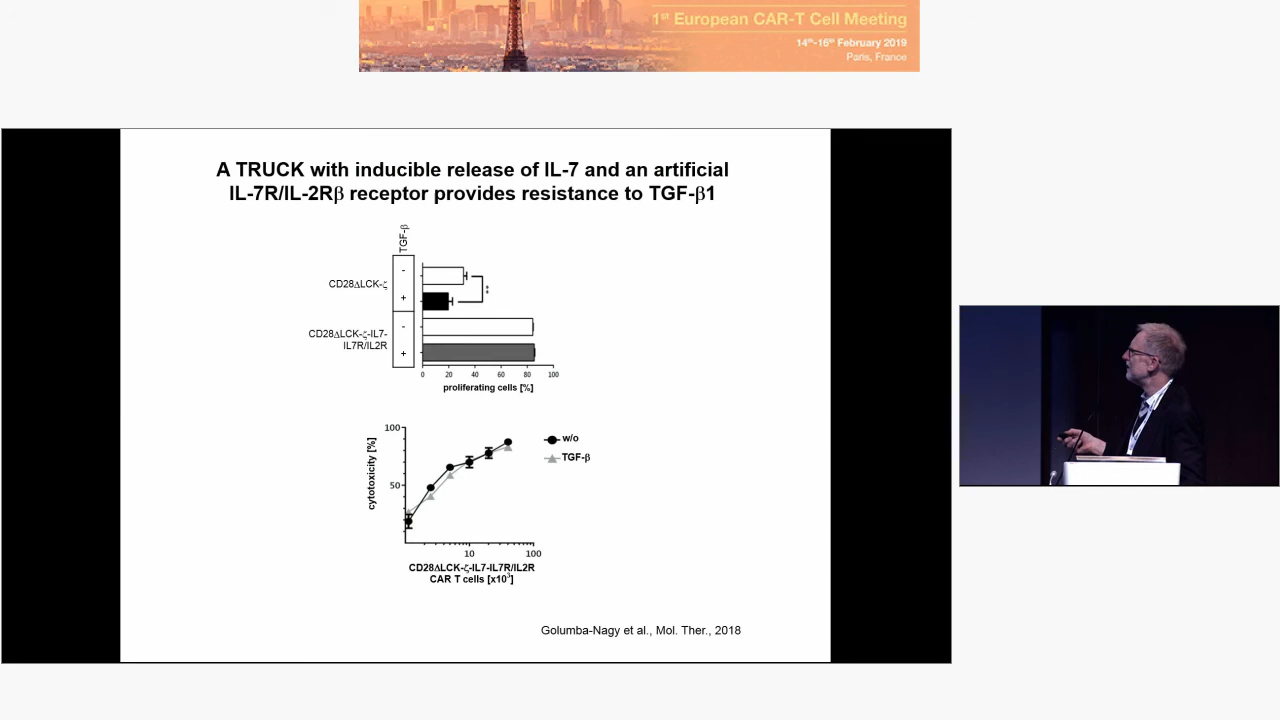 1st European CAR-T Cell Meeting
14th-16th February 2019
Paris, France
A TRUCK with inducible release of IL-7 and an artificial
IL-7R/IL-2Rβ receptor provides resistance to TGF-β1
TGF-β
CD28ΔLCK-ζ
-
+
**
CD28ΔLCK-ζ-IL7-
IL7R/IL2R
-
+
0 20 40 60 80 100
proliferating cells [%]
100
50
cytotoxicity [%]
w/o
TGF-β
10 100
CD28ΔLCK-ζ-IL7-IL7R/IL2R
CAR T cells [x10³]
Golumba-Nagy et al., Mol. Ther., 2018